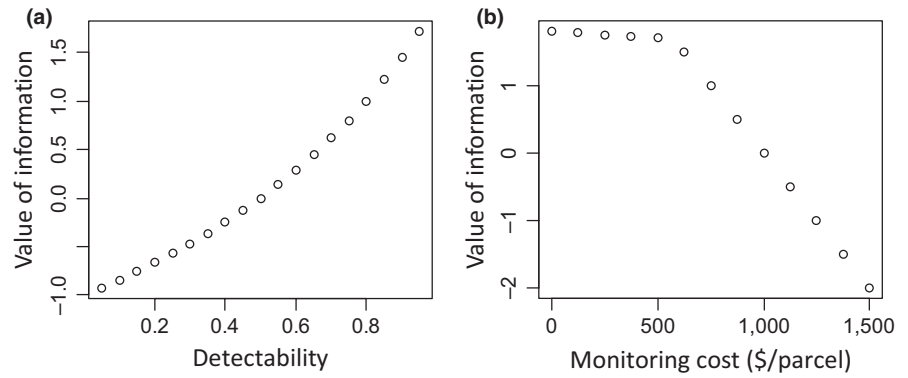 (a)
Value of information
1.5
1.0
0.5
0.0
−1.0
0.2
0.4
0.6
0.8
Detectability
(b)
Value of information
1
0
−1
−2
0
500
1,000
1,500
Monitoring cost ($/parcel)